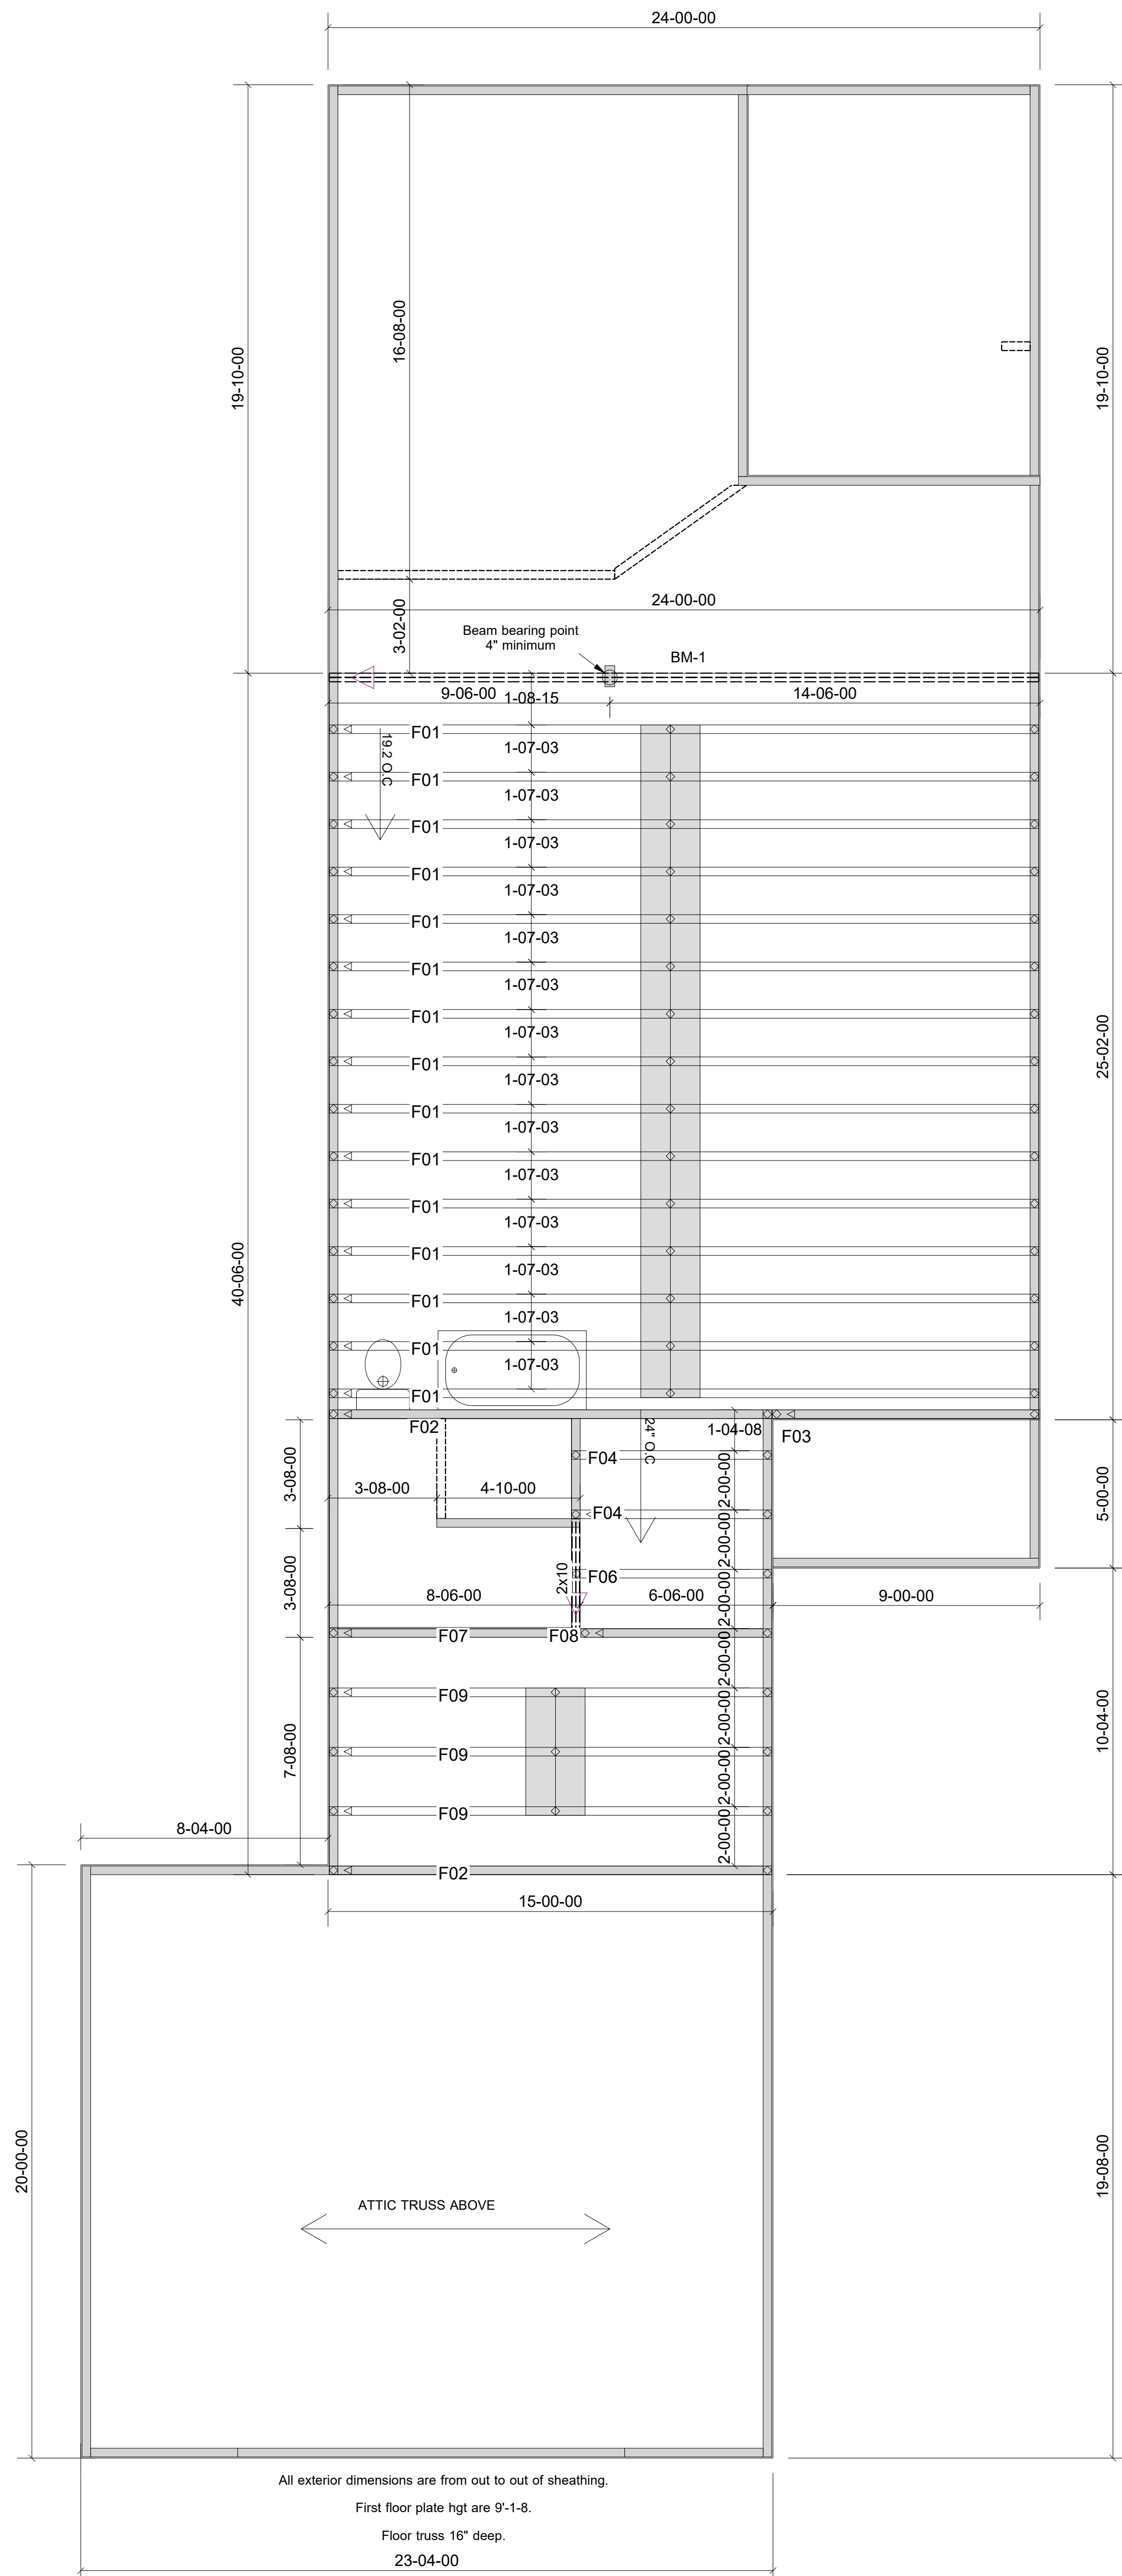 24-00-00
19-10-00
16-08-00
19-10-00
24-00-00
3-02-00
Beam bearing point
4" minimum
BM-1
9-06-00
1-08-15
14-06-00
F01
19.2 O.C
1-07-03
F01
1-07-03
F01
1-07-03
F01
1-07-03
F01
1-07-03
F01
1-07-03
F01
1-07-03
F01
1-07-03
F01
1-07-03
F01
1-07-03
F01
1-07-03
F01
1-07-03
F01
1-07-03
F01
1-07-03
F01
25-02-00
40-06-00
F02
24" O.C
1-04-08
F03
F04
3-08-00
3-08-00
4-10-00
2-00-00
5-00-00
F04
2-00-00
F06
2x10
3-08-00
8-06-00
6-06-00
2-00-00
9-00-00
F07
F08
2-00-00
F09
2-00-00
F09
7-08-00
2-00-00
10-04-00
F09
2-00-00
8-04-00
F02
15-00-00
20-00-00
19-08-00
ATTIC TRUSS ABOVE
All exterior dimensions are from out to out of sheathing.
First floor plate hgt are 9'-1-8.
Floor truss 16" deep.
23-04-00